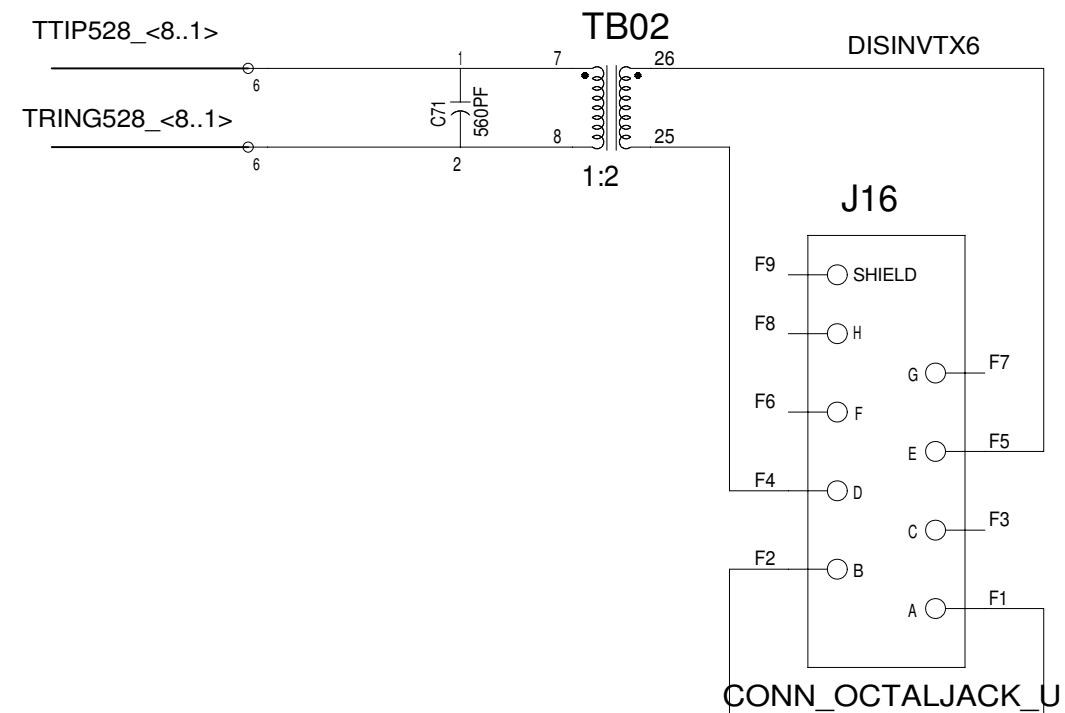 TTIP528_<8..1>
TB02
DISINVTX6
1
7
26
6
C71
560PF
TRING528_<8..1>
8
25
6
2
1:2
J16
F9
SHIELD
F8
H
G
F7
F6
F
E
F5
F4
D
C
F3
F2
B
A
F1
CONN_OCTALJACK_U